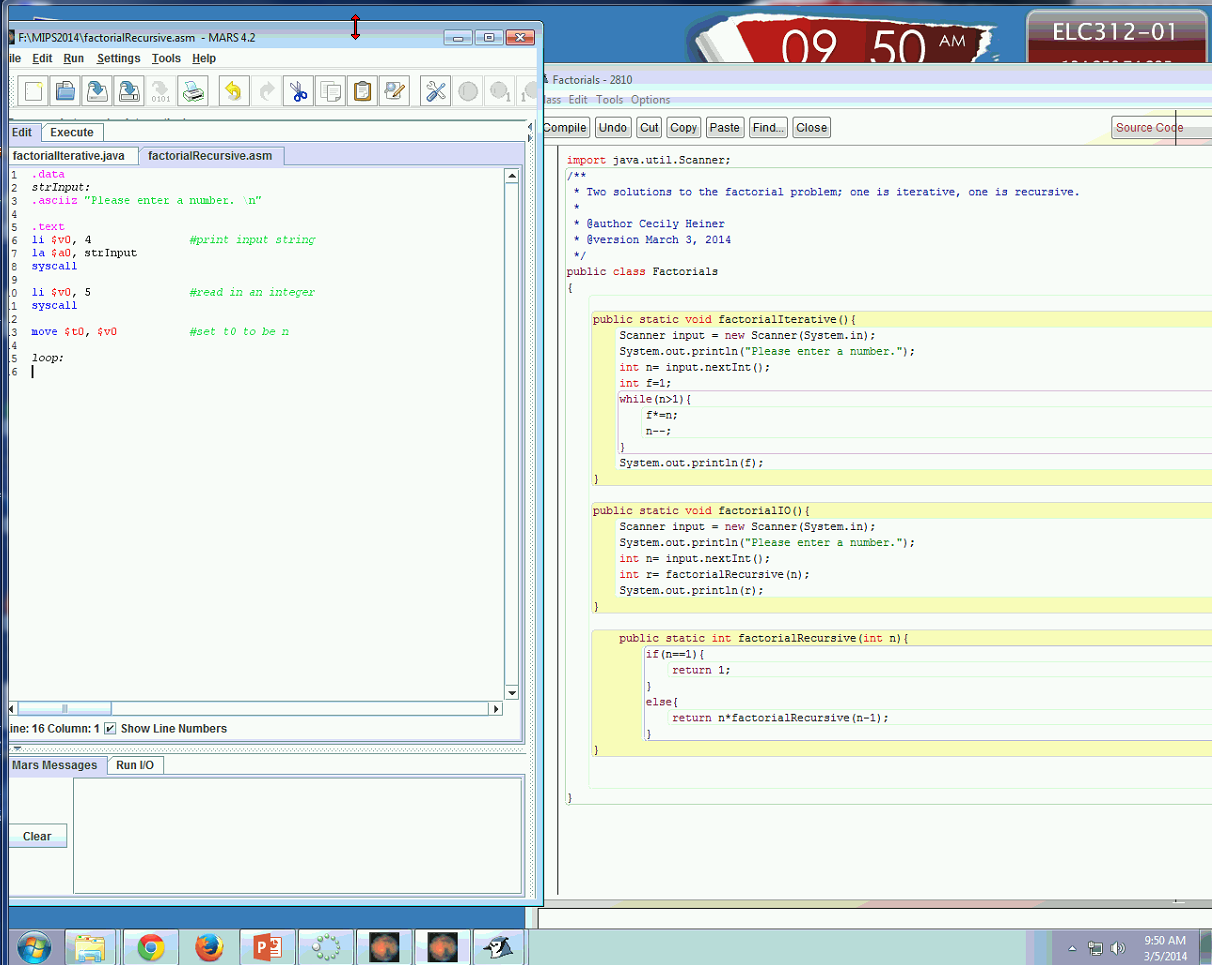 F:\MIPS2014\factorialRecursive.asm - MARS 4.2
ile Edit Run Settings Tools Help
Edit Execute
factorialIterative.java factorialRecursive.asm
1 .data
2 strInput:
3 .asciiz "Please enter a number. \n"
4
5 .text
6 li $v0, 4 #print input string
7 la $a0, strInput
8 syscall
9
.0 li $v0, 5 #read in an integer
.1 syscall
.2
.3 move $t0, $v0 #set t0 to be n
.4
.5 loop:
.6
ine: 16 Column: 1 Show Line Numbers
Mars Messages Run I/O
Clear
09 50 AM
ELC312-01
Factorials - 2810
lass Edit Tools Options
Compile Undo Cut Copy Paste Find... Close Source Code
import java.util.Scanner;
/**
* Two solutions to the factorial problem; one is iterative, one is recursive.
*
* @author Cecily Heiner
* @version March 3, 2014
*/
public class Factorials
{
public static void factorialIterative(){
Scanner input = new Scanner(System.in);
System.out.println("Please enter a number.");
int n= input.nextInt();
int f=1;
while(n>1){
f*=n;
n--;
}
System.out.println(f);
}
public static void factorialIO(){
Scanner input = new Scanner(System.in);
System.out.println("Please enter a number.");
int n= input.nextInt();
int r= factorialRecursive(n);
System.out.println(r);
}
public static int factorialRecursive(int n){
if(n==1){
return 1;
}
else{
return n*factorialRecursive(n-1);
}
}
}
9:50 AM
3/5/2014